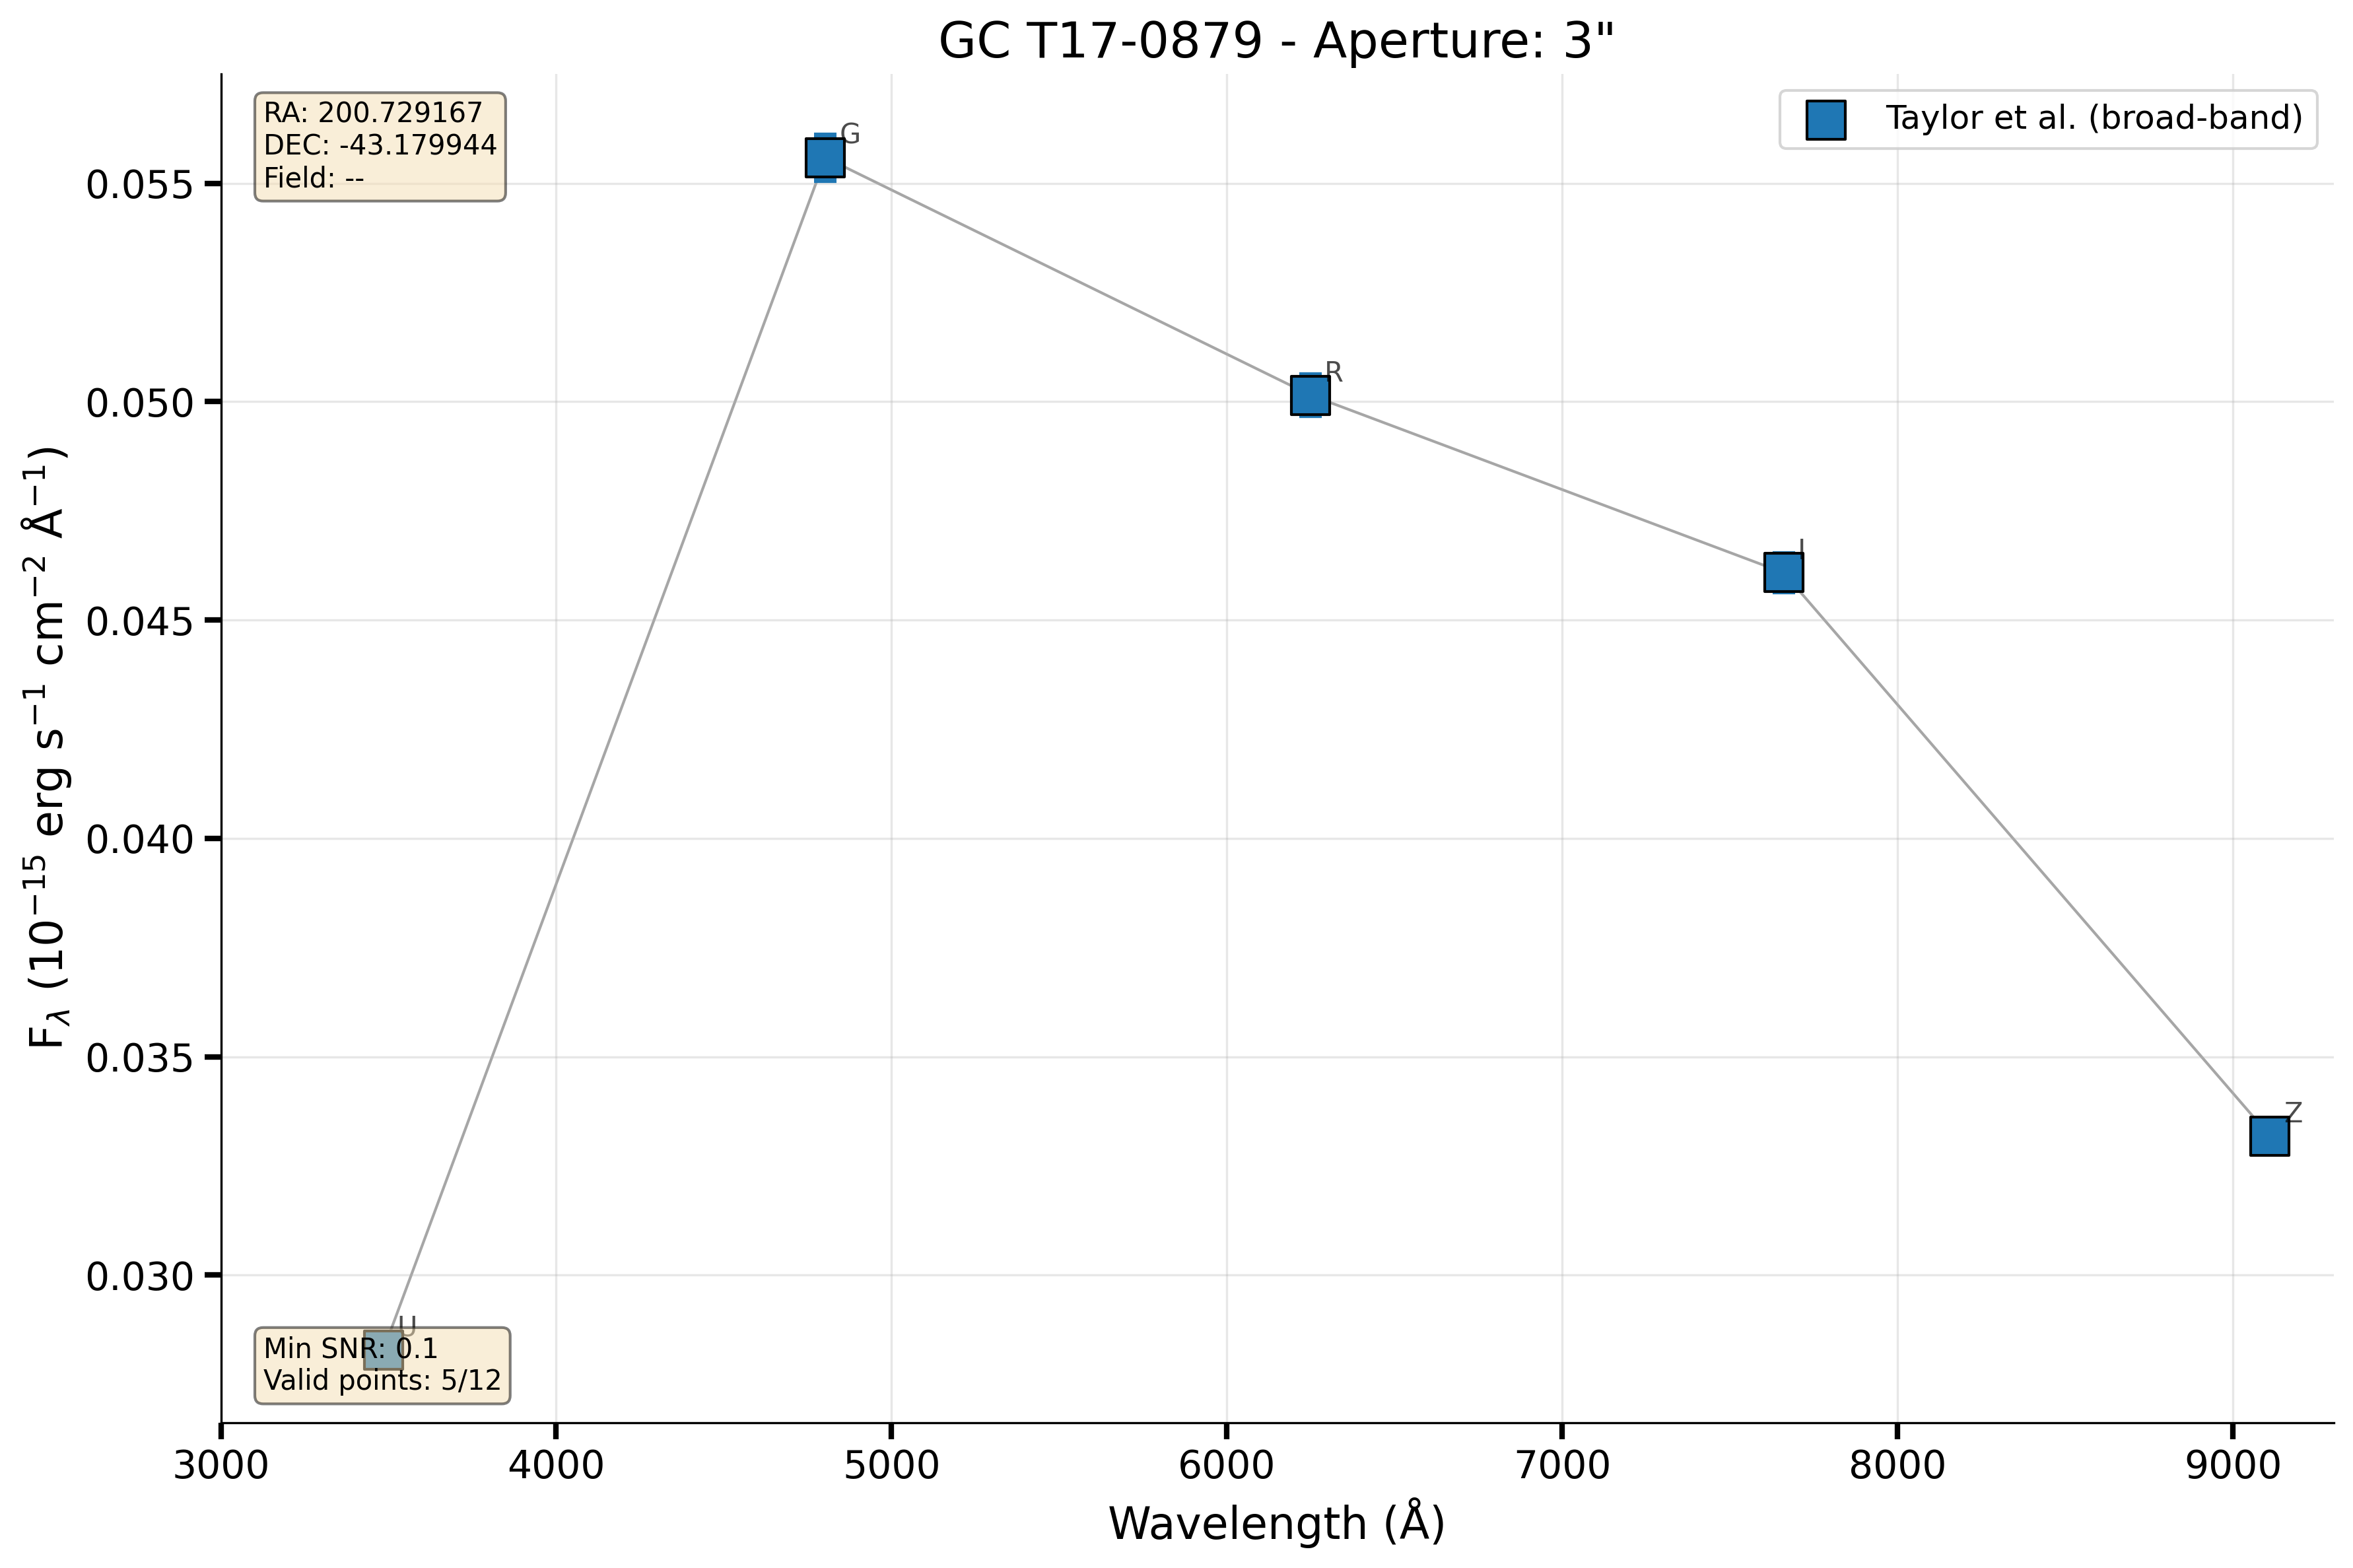 GC T17-0879 - Aperture: 3"
RA: 200.729167
DEC: -43.179944
Field: --
Taylor et al. (broad-band)
G
R
I
Z
U
Min SNR: 0.1
Valid points: 5/12
0.055
0.050
0.045
0.040
0.035
0.030
F_λ (10⁻¹⁵ erg s⁻¹ cm⁻² Å⁻¹)
3000 4000 5000 6000 7000 8000 9000
Wavelength (Å)